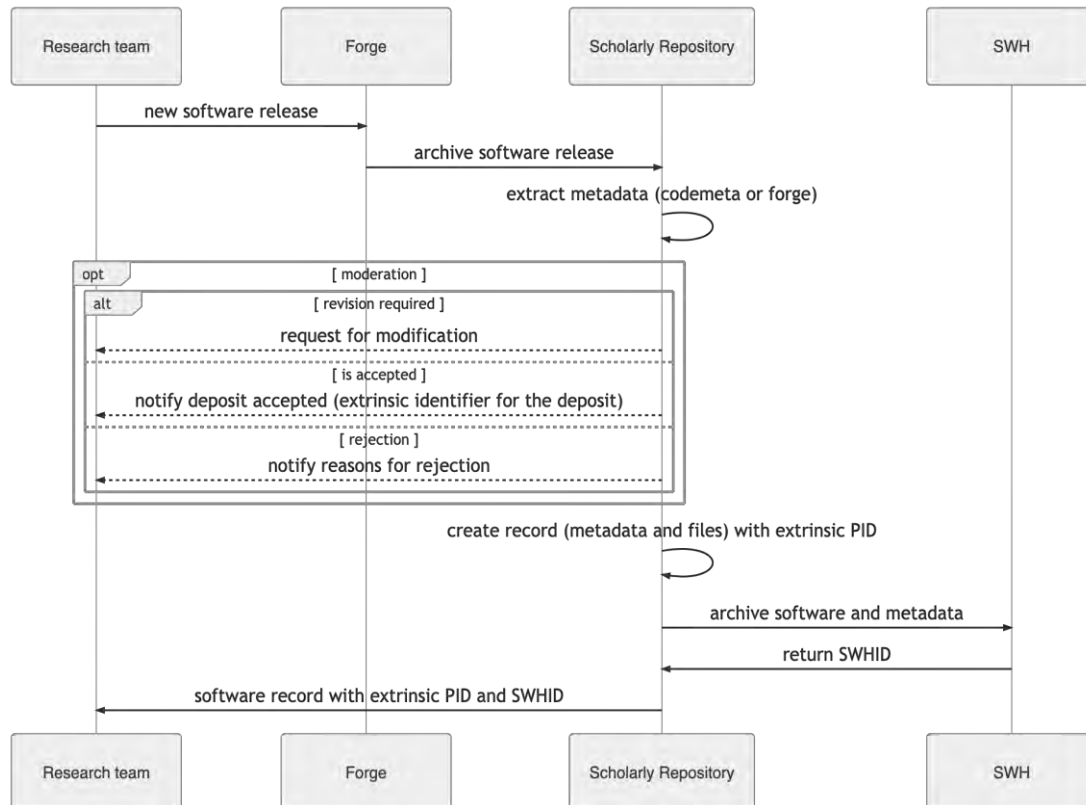 Research team
Forge
Scholarly Repository
SWH
new software release
archive software release
extract metadata (codemeta or forge)
opt
[ moderation ]
alt
[ revision required ]
request for modification
[ is accepted ]
notify deposit accepted (extrinsic identifier for the deposit)
[ rejection ]
notify reasons for rejection
create record (metadata and files) with extrinsic PID
archive software and metadata
return SWHID
software record with extrinsic PID and SWHID
Research team
Forge
Scholarly Repository
SWH